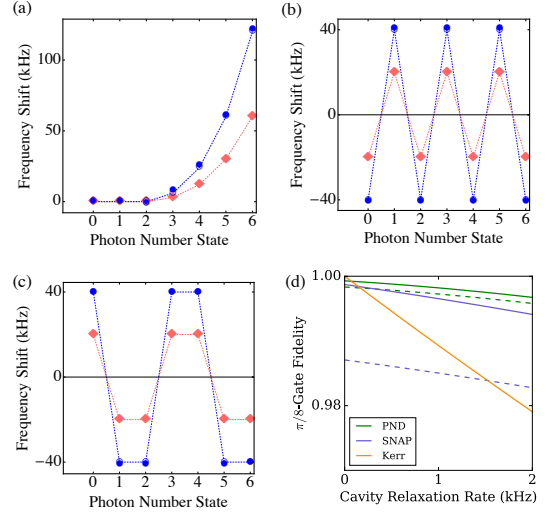 (a)
Frequency Shift (kHz)
100
50
0
0 1 2 3 4 5 6
Photon Number State
(b)
Frequency Shift (kHz)
40
0
−40
0 1 2 3 4 5 6
Photon Number State
(c)
Frequency Shift (kHz)
40
0
−40
0 1 2 3 4 5 6
Photon Number State
(d)
π/8-Gate Fidelity
1.00
0.98
PND
SNAP
Kerr
0 1 2
Cavity Relaxation Rate (kHz)